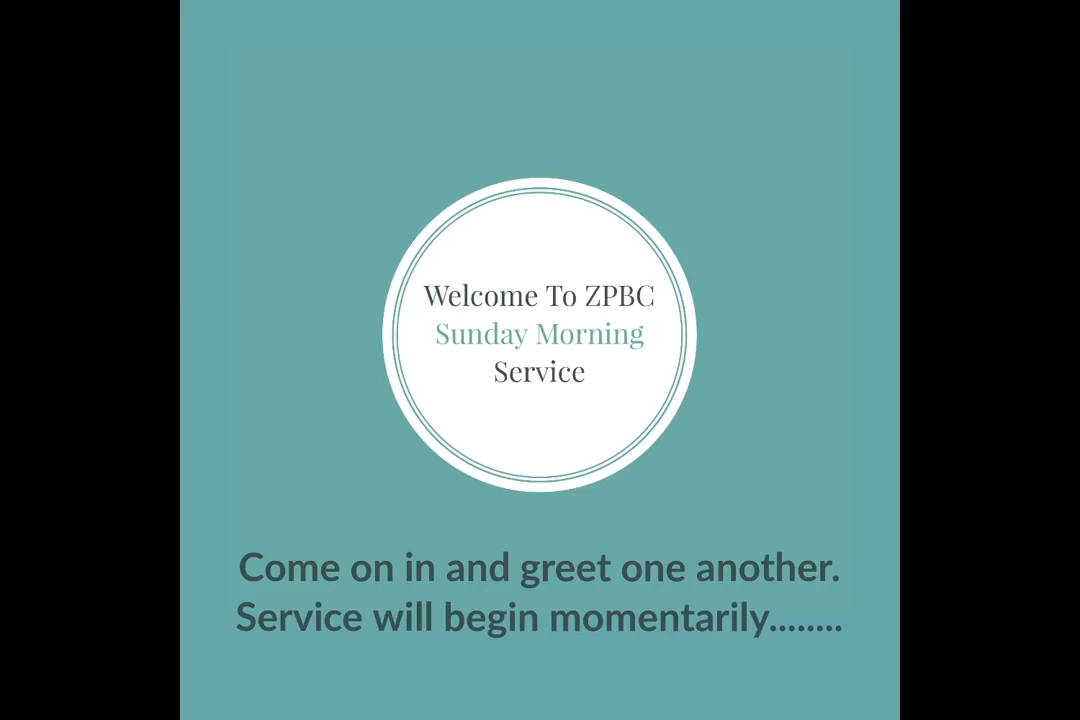 Welcome To ZPBC
Sunday Morning
Service
Come on in and greet one another.
Service will begin momentarily........